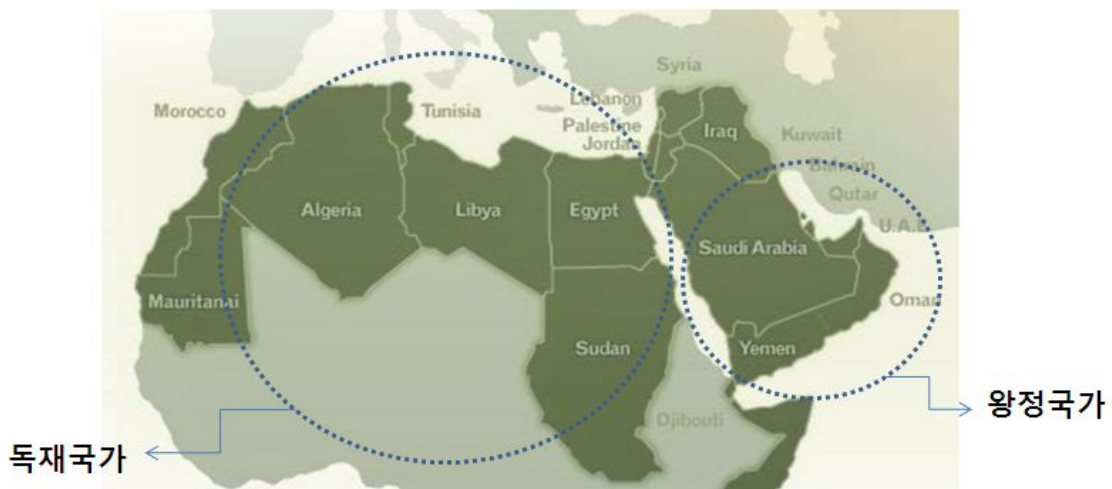 Syria
Morocco
Tunisia
Lebanon
Palestine
Jordan
Iraq
Kuwait
Bahrain
Qutar
U.A.E
Algeria
Libya
Egypt
Saudi Arabia
Mauritanai
Oman
Sudan
Yemen
Djibouti
왕정국가
독재국가